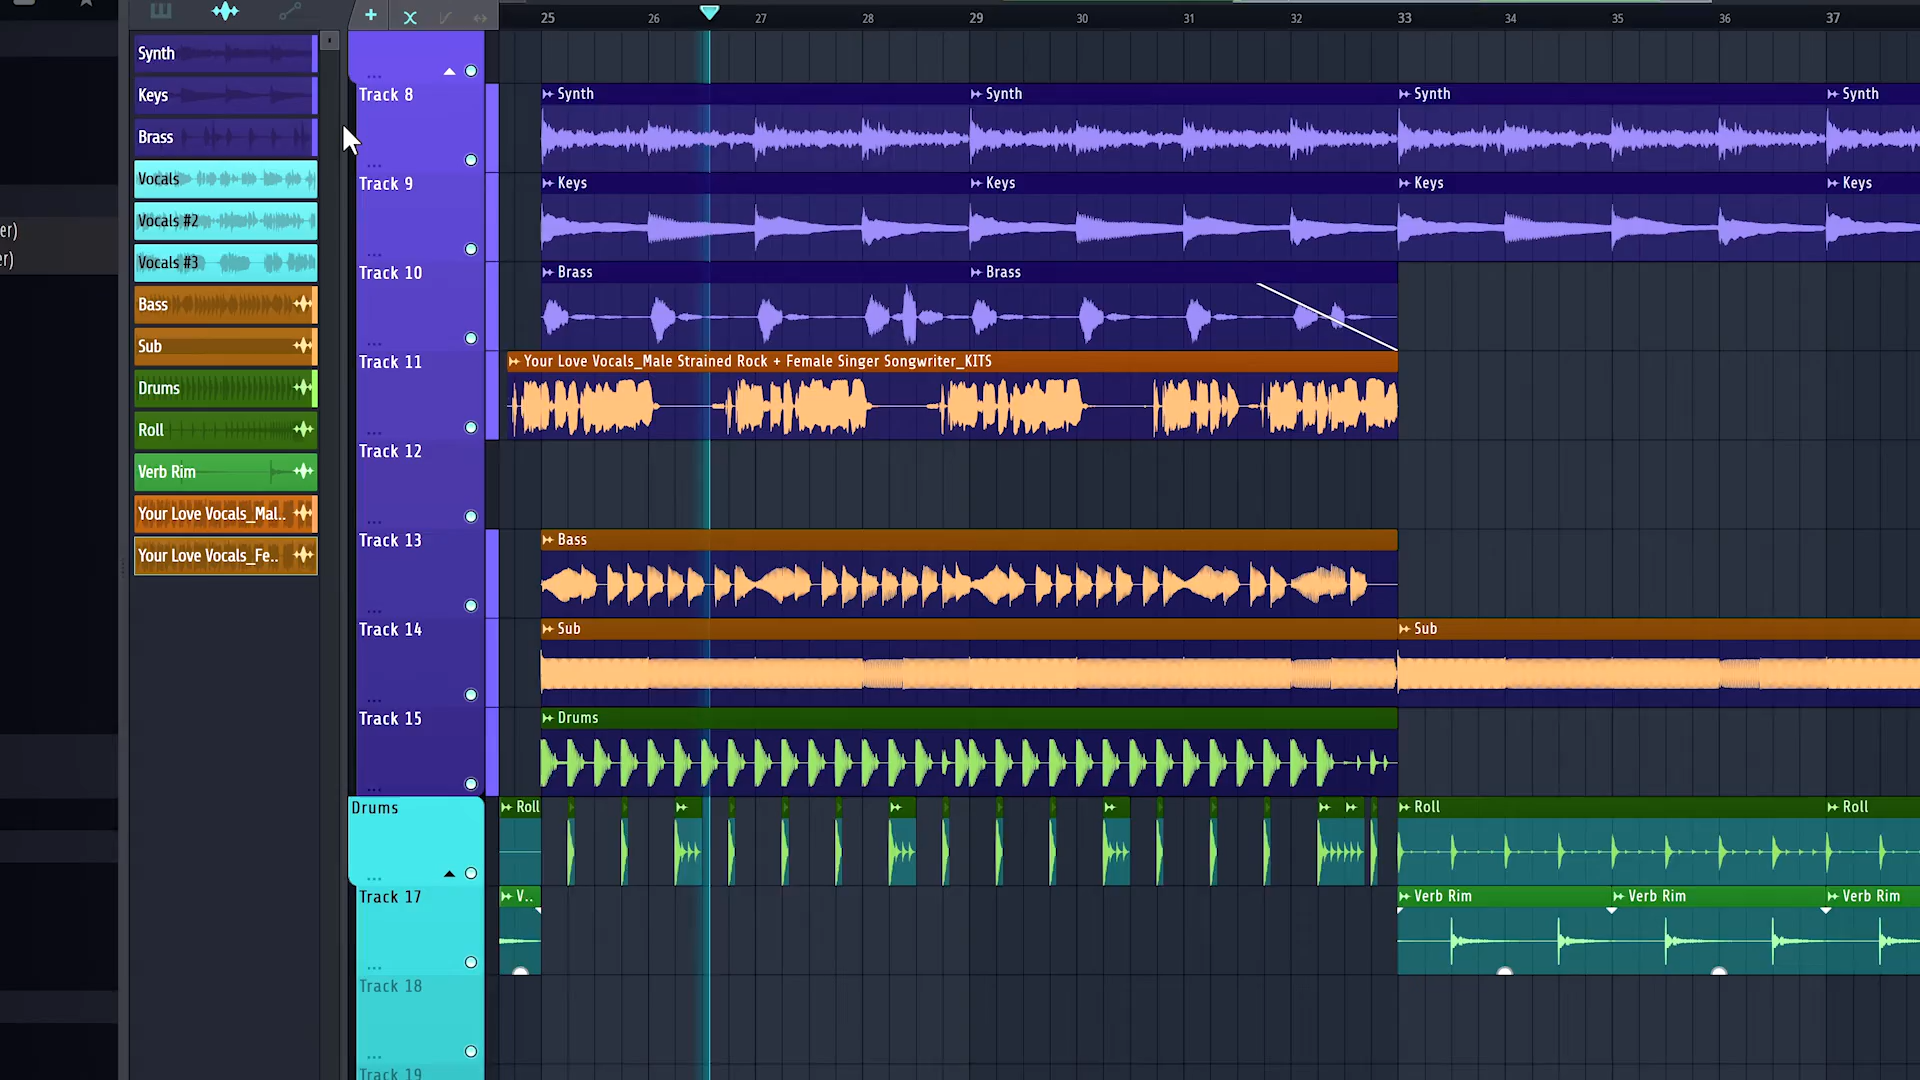 25 26 27 28 29 30 31 32 33 34 35 36 37
Synth
Keys
Brass
Vocals
Vocals #2
Vocals #3
Bass
Sub
Drums
Roll
Verb Rim
Your Love Vocals_Mal..
Your Love Vocals_Fe..
er)
er)
Track 8
Synth Synth Synth Synth
Track 9
Keys Keys Keys Keys
Track 10
Brass Brass
Track 11
Your Love Vocals_Male Strained Rock + Female Singer Songwriter_KITS
Track 12
Track 13
Bass
Track 14
Sub Sub
Track 15
Drums
Drums
Roll Roll Roll
Track 17
V.. Verb Rim Verb Rim Verb Rim
Track 18
Track 19